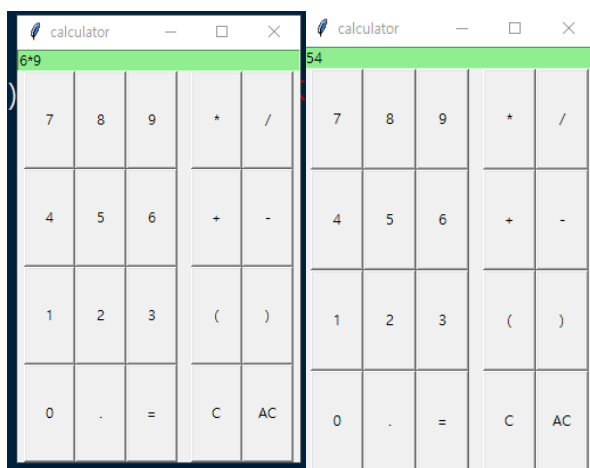 calculator
6*9
7 8 9 * /
4 5 6 + -
1 2 3 ( )
0 . = C AC
calculator
54
7 8 9 * /
4 5 6 + -
1 2 3 ( )
0 . = C AC